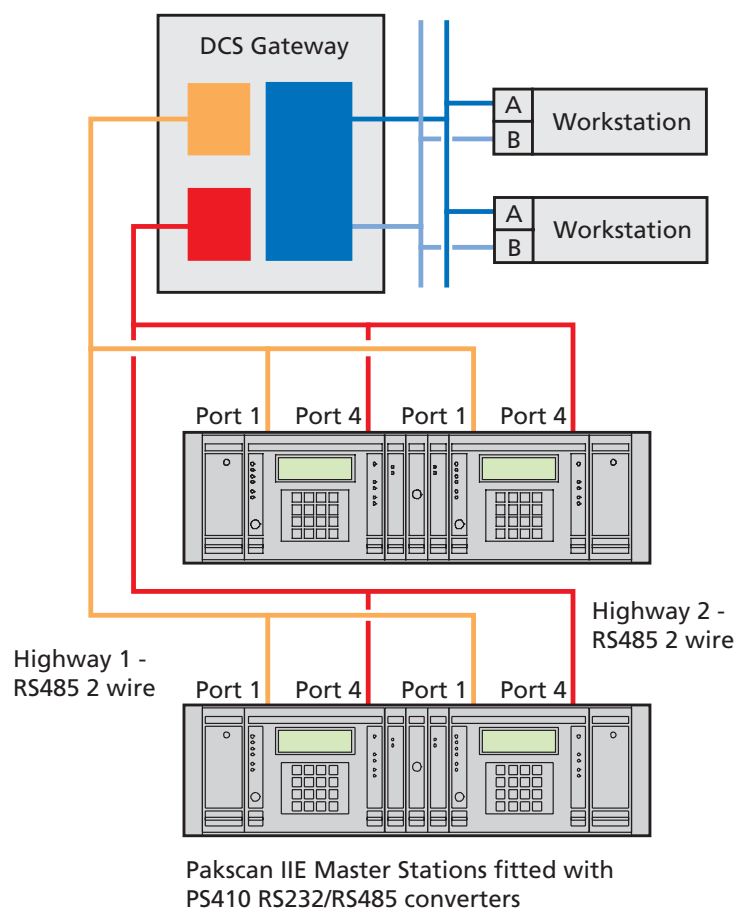 DCS Gateway
A
Workstation
B
A
Workstation
B
Port 1
Port 4
Port 1
Port 4
Highway 2 -
RS485 2 wire
Highway 1 -
RS485 2 wire
Port 1
Port 4
Port 1
Port 4
Pakscan IIE Master Stations fitted with
PS410 RS232/RS485 converters